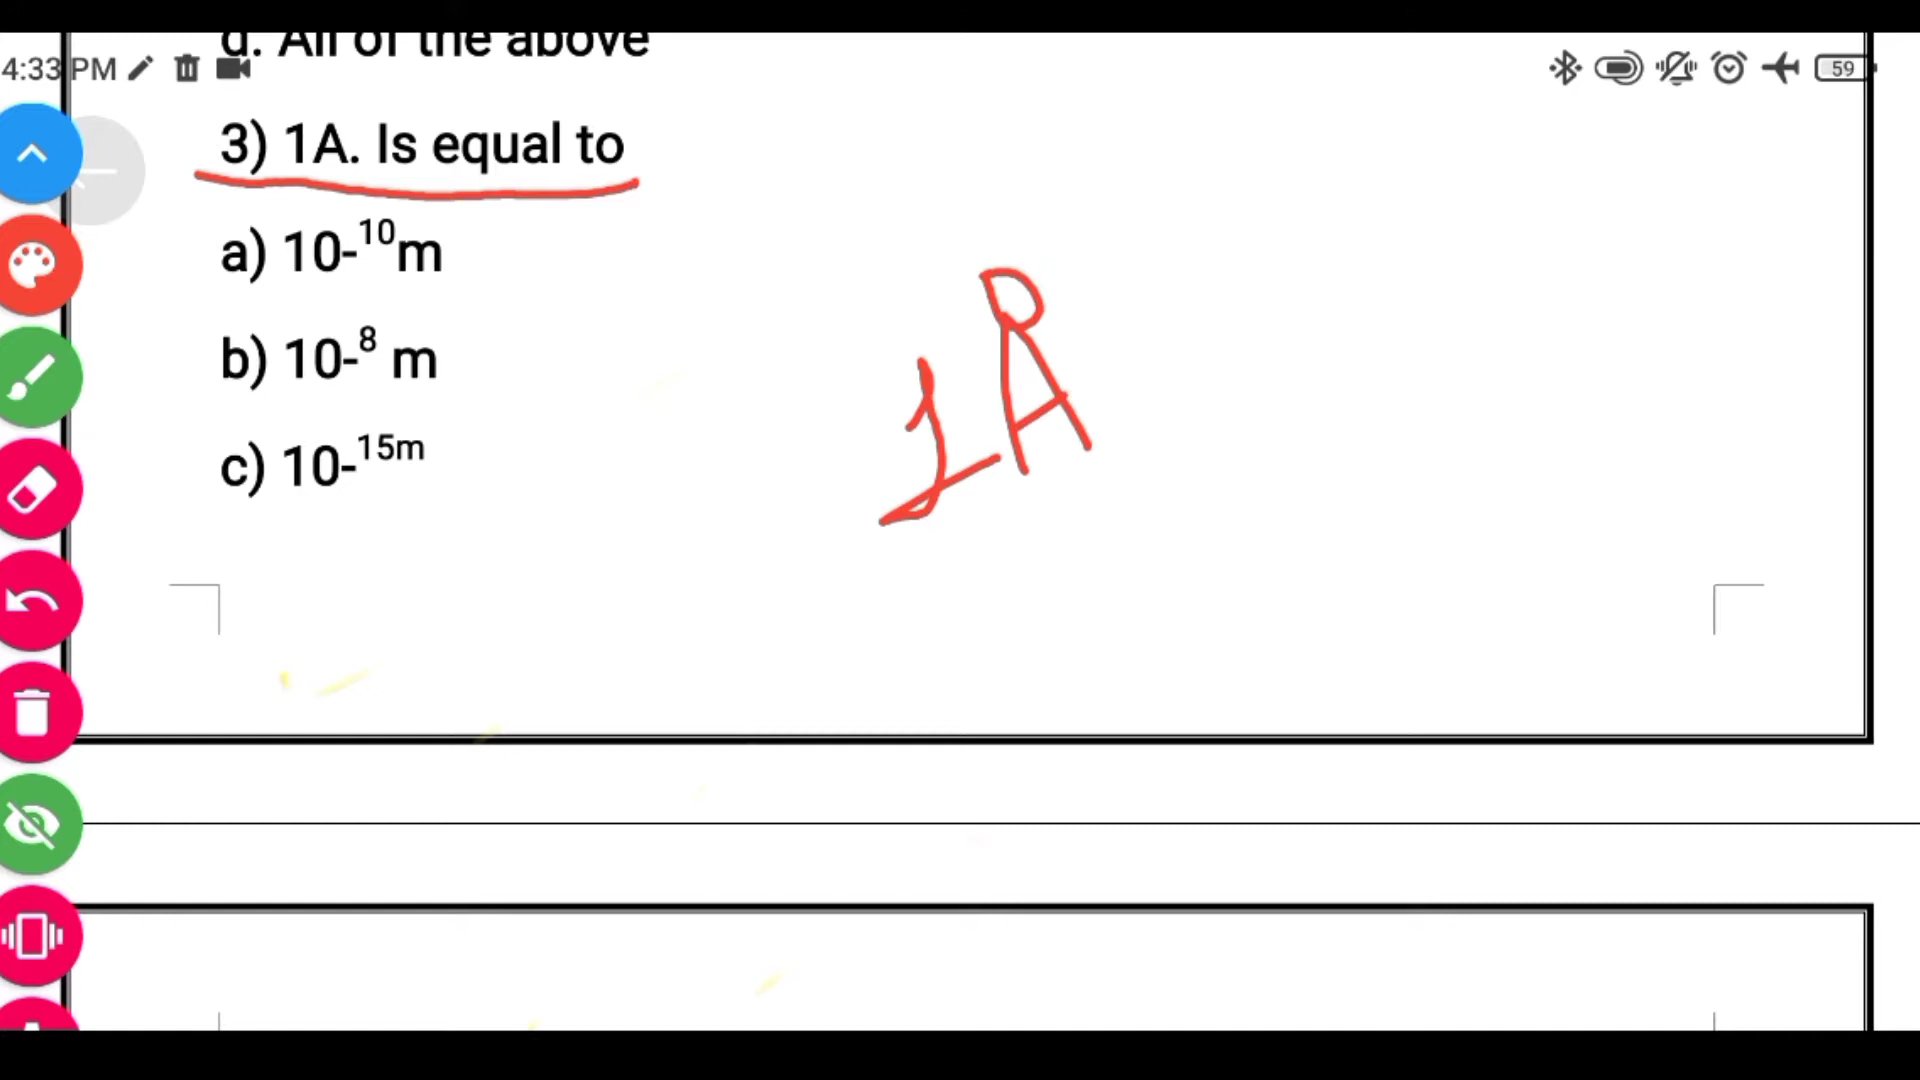 d. All of the above
4:33 PM
59
3) 1A. Is equal to
a) 10-¹⁰m
b) 10-⁸ m
c) 10-¹⁵ᵐ
1Å